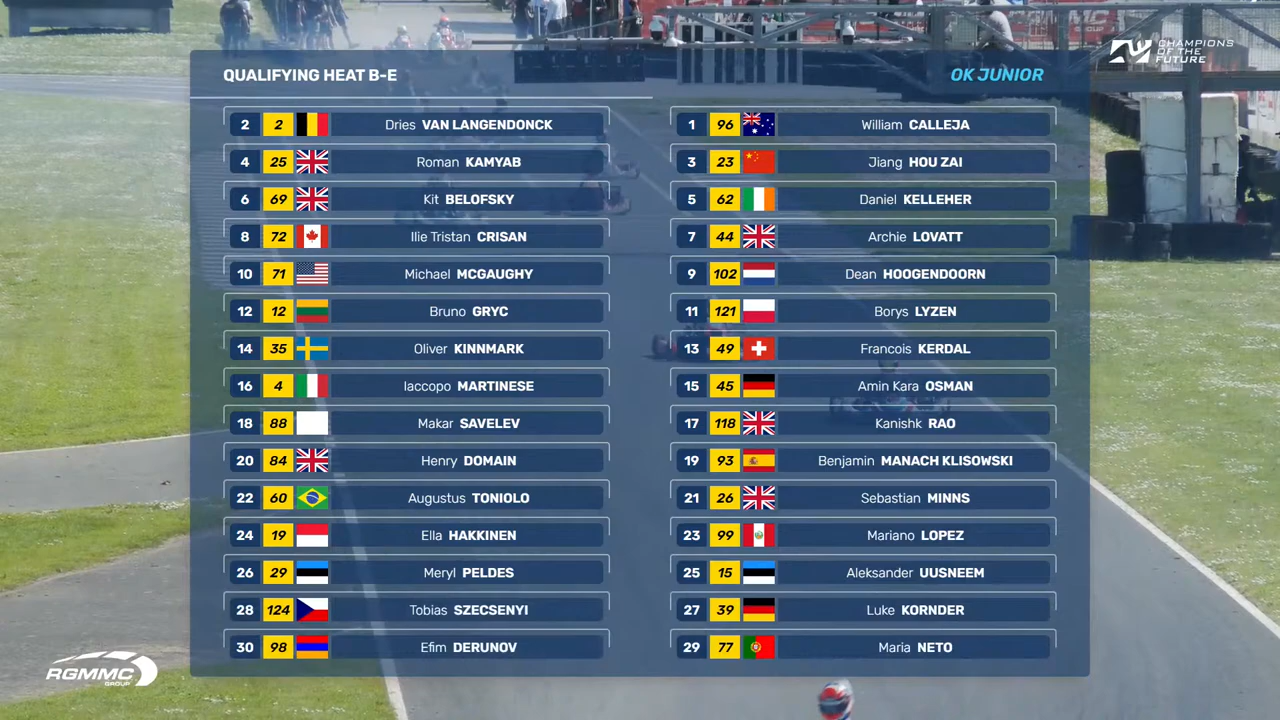 QUALIFYING HEAT B-E
OK JUNIOR
CHAMPIONS
OF THE
FUTURE
2 2 Dries VAN LANGENDONCK
1 96 William CALLEJA
4 25 Roman KAMYAB
3 23 Jiang HOU ZAI
6 69 Kit BELOFSKY
5 62 Daniel KELLEHER
8 72 Ilie Tristan CRISAN
7 44 Archie LOVATT
10 71 Michael MCGAUGHY
9 102 Dean HOOGENDOORN
12 12 Bruno GRYC
11 121 Borys LYZEN
14 35 Oliver KINNMARK
13 49 Francois KERDAL
16 4 Iaccopo MARTINESE
15 45 Amin Kara OSMAN
18 88 Makar SAVELEV
17 118 Kanishk RAO
20 84 Henry DOMAIN
19 93 Benjamin MANACH KLISOWSKI
22 60 Augustus TONIOLO
21 26 Sebastian MINNS
24 19 Ella HAKKINEN
23 99 Mariano LOPEZ
26 29 Meryl PELDES
25 15 Aleksander UUSNEEM
28 124 Tobias SZECSENYI
27 39 Luke KORNDER
30 98 Efim DERUNOV
29 77 Maria NETO
RGMMC
GROUP